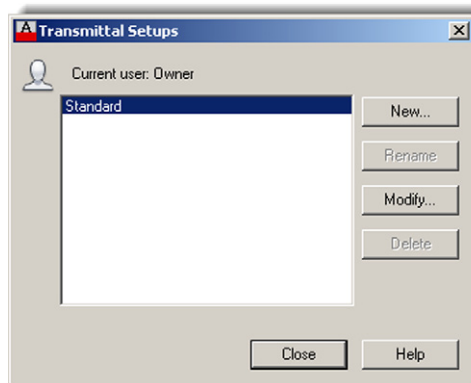 A Transmittal Setups
Current user: Owner
Standard
New...
Rename
Modify...
Delete
Close
Help